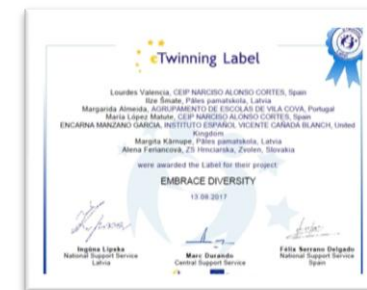 eTwinning Label
Lourdes Valencia, CEIP NARCISO ALONSO CORTES, Spain
Ilze Šmate, Pāles pamatskola, Latvia
Margarida Almeida, AGRUPAMENTO DE ESCOLAS DE VILA COVA, Portugal
María López Matute, CEIP NARCISO ALONSO CORTES, Spain
ENCARNA MANZANO GARCIA, INSTITUTO ESPAÑOL VICENTE CAÑADA BLANCH, United
Kingdom
Margita Kārnupe, Pāles pamatskola, Latvia
Alena Feriancová, ZŠ Hrnciarska, Zvolen, Slovakia
were awarded the Label for their project:
EMBRACE DIVERSITY
13.08.2017
Ingūna Lipska
National Support Service
Latvia
Marc Durando
Central Support Service
Félix Serrano Delgado
National Support Service
Spain